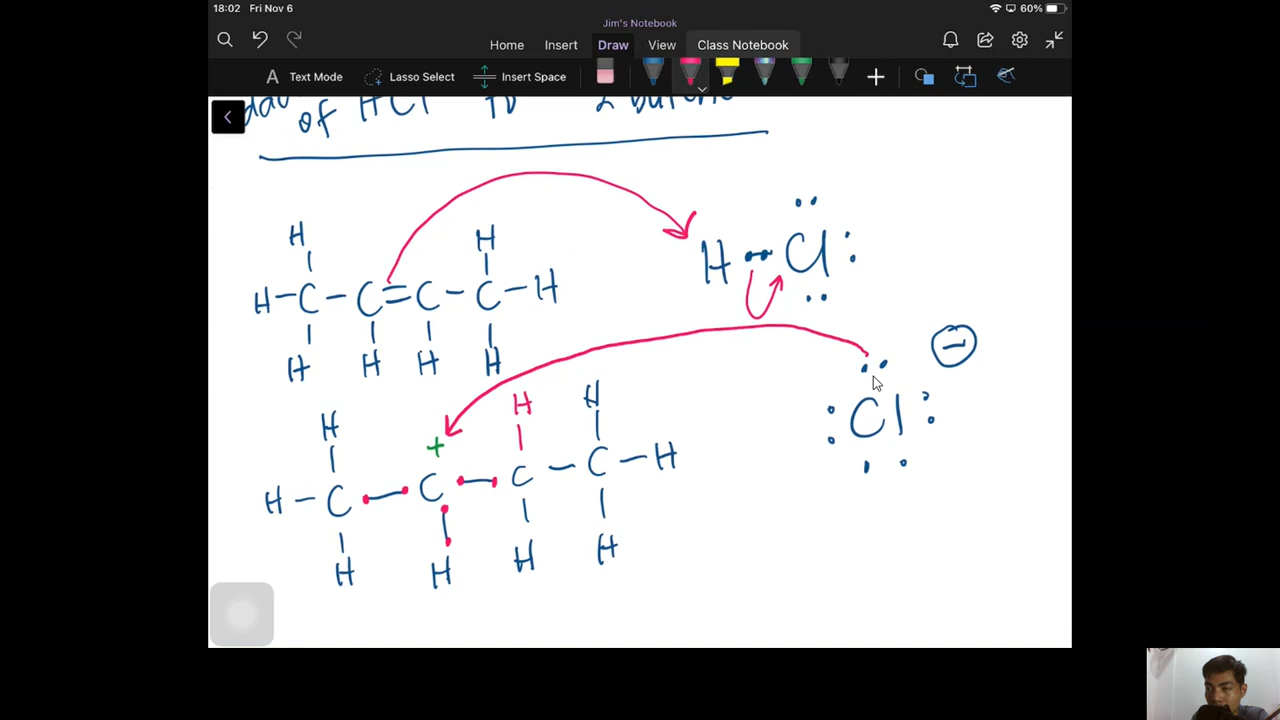 18:02 Fri Nov 6
60%
Jim's Notebook
Home Insert Draw View Class Notebook
A Text Mode Lasso Select Insert Space
of HCl to 2
H H
H-C-C=C-C-H
H H H H
H-Cl
−
Cl
H + H H
H-C-C-C-C-H
H H H H